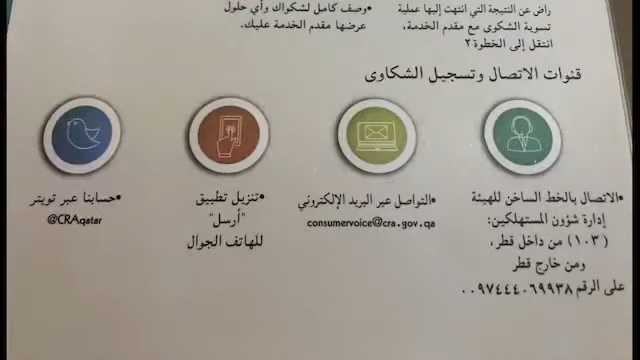 راض عن النتيجة التي انتهت إليها عملية
تسوية الشكوى مع مقدم الخدمة،
انتقل إلى الخطوة ٢
•وصف كامل لشكواك وأي حلول
عرضها مقدم الخدمة عليك.
قنوات الاتصال وتسجيل الشكاوى
•الاتصال بالخط الساخن للهيئة
إدارة شؤون المستهلكين:
(١٠٣) من داخل قطر،
ومن خارج قطر
على الرقم ٠٠٩٧٤٤٤٠٦٩٩٣٨
•التواصل عبر البريد الإلكتروني
consumervoice@cra.gov.qa
•تنزيل تطبيق
"أرسل"
للهاتف الجوال
•حسابنا عبر تويتر
@CRAqatar